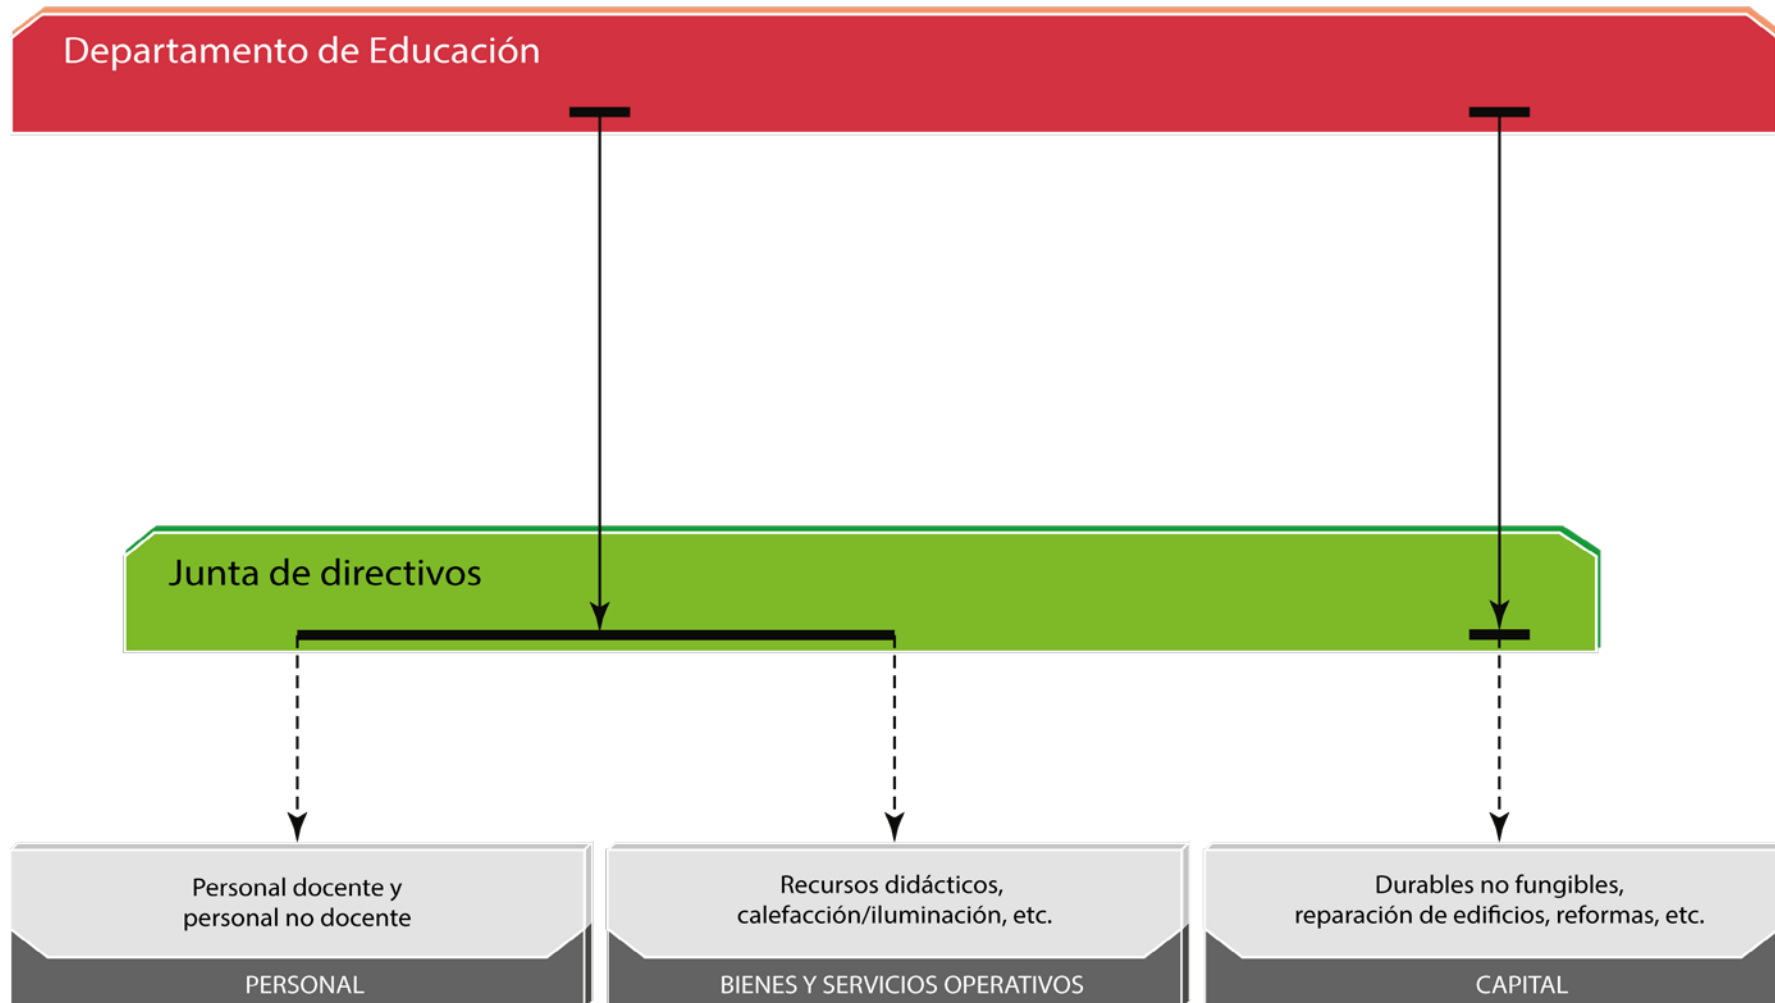 Departamento de Educación
Junta de directivos
Personal docente y
personal no docente
PERSONAL
Recursos didácticos,
calefacción/iluminación, etc.
BIENES Y SERVICIOS OPERATIVOS
Durables no fungibles,
reparación de edificios, reformas, etc.
CAPITAL